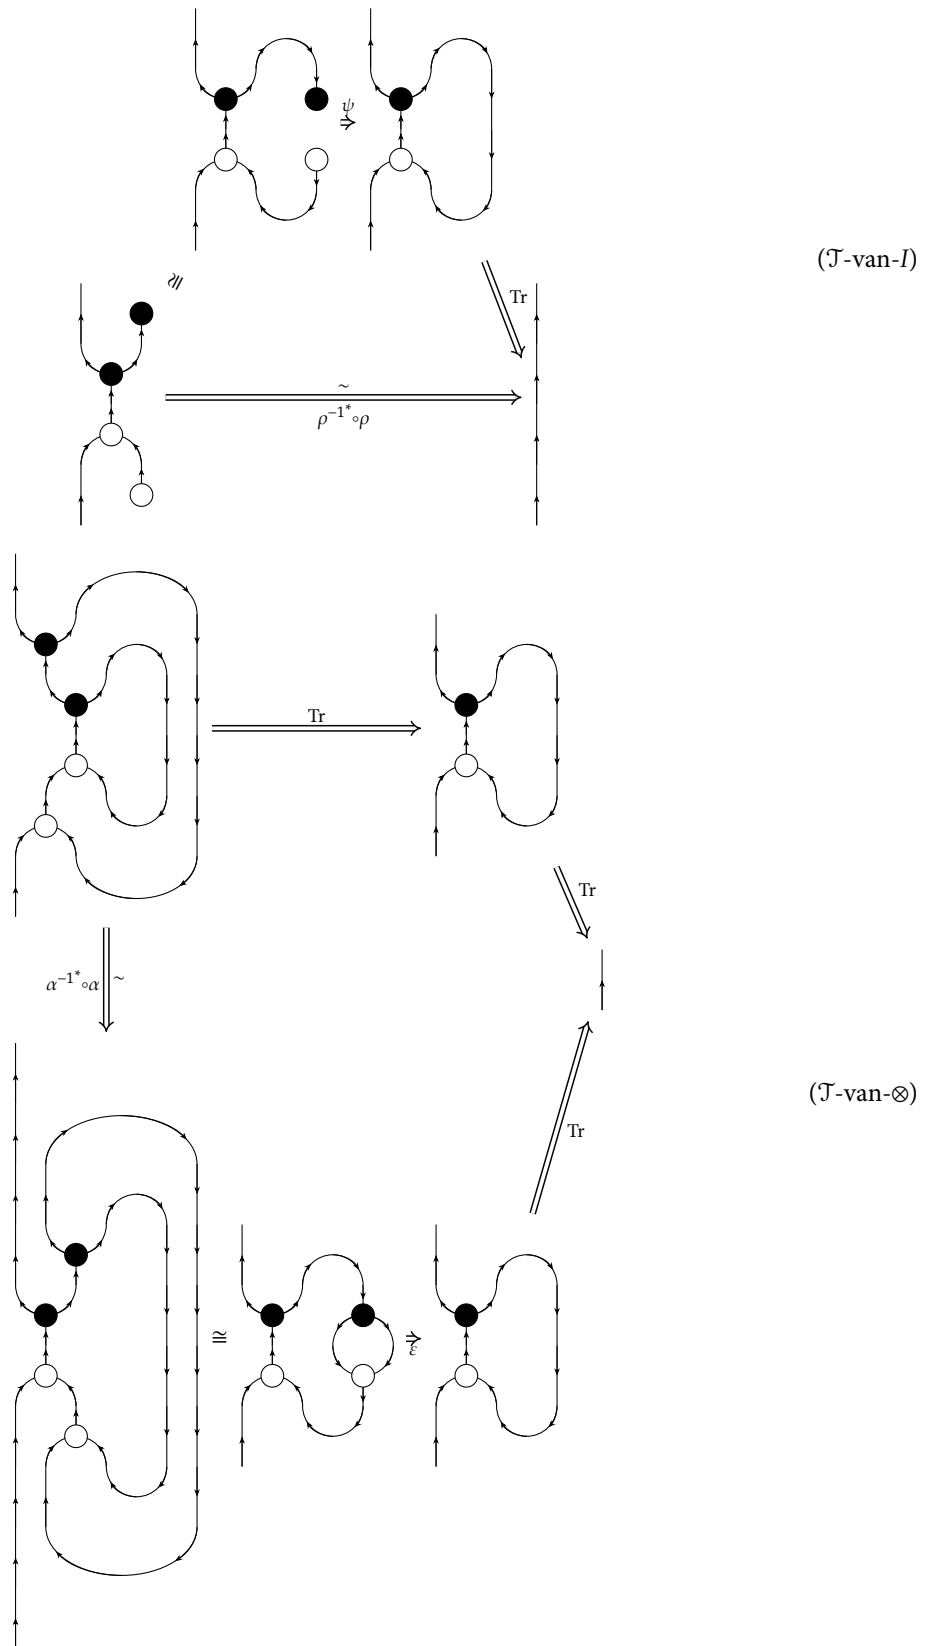 ψ
⇒
≅
(𝒯-van-I)
Tr
~
ρ⁻¹*∘ρ
Tr
Tr
α⁻¹*∘α ~
(𝒯-van-⊗)
Tr
≅
⇒
ε